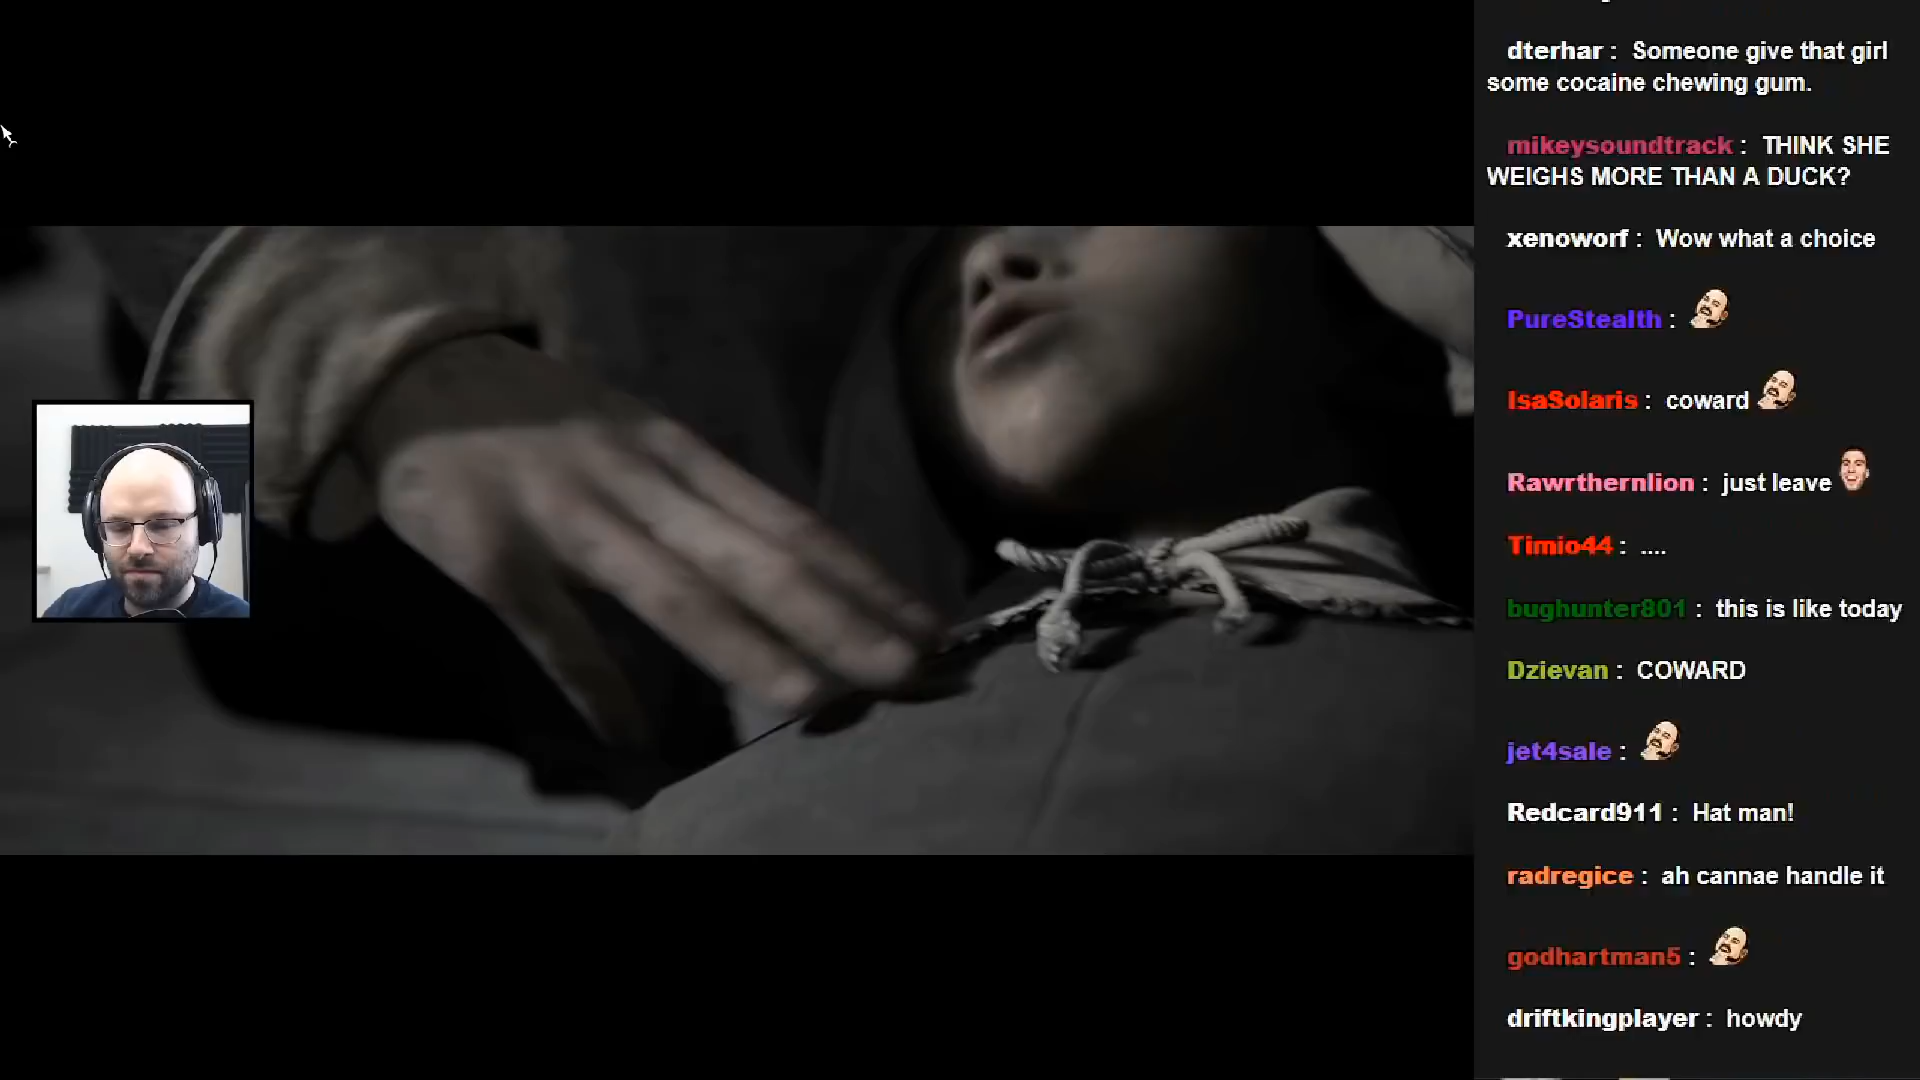 dterhar : Someone give that girl
some cocaine chewing gum.
mikeysoundtrack : THINK SHE
WEIGHS MORE THAN A DUCK?
xenoworf : Wow what a choice
PureStealth :
IsaSolaris : coward
Rawrthernlion : just leave
Timio44 : ....
bughunter801 : this is like today
Dzievan : COWARD
jet4sale :
Redcard911 : Hat man!
radregice : ah cannae handle it
godhartman5 :
driftkingplayer : howdy